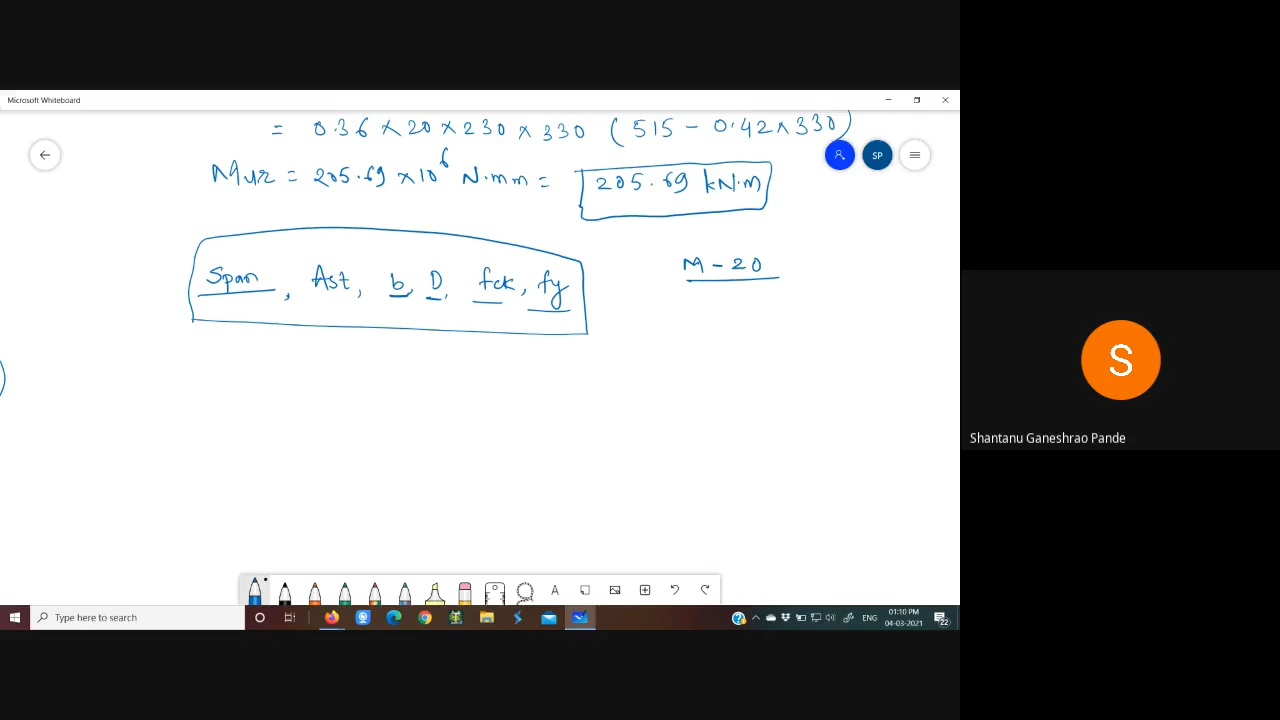 Microsoft Whiteboard
= 0.36 × 20 × 230 × 330 (515 - 0.42 × 330)
Mur = 205.69 × 10⁶ N.mm = 205.69 kN.m
SP
Span, Ast, b, D, fck, fy
M - 20
S
Shantanu Ganeshrao Pande
A
Type here to search
ENG
01:10 PM
04-03-2021
22